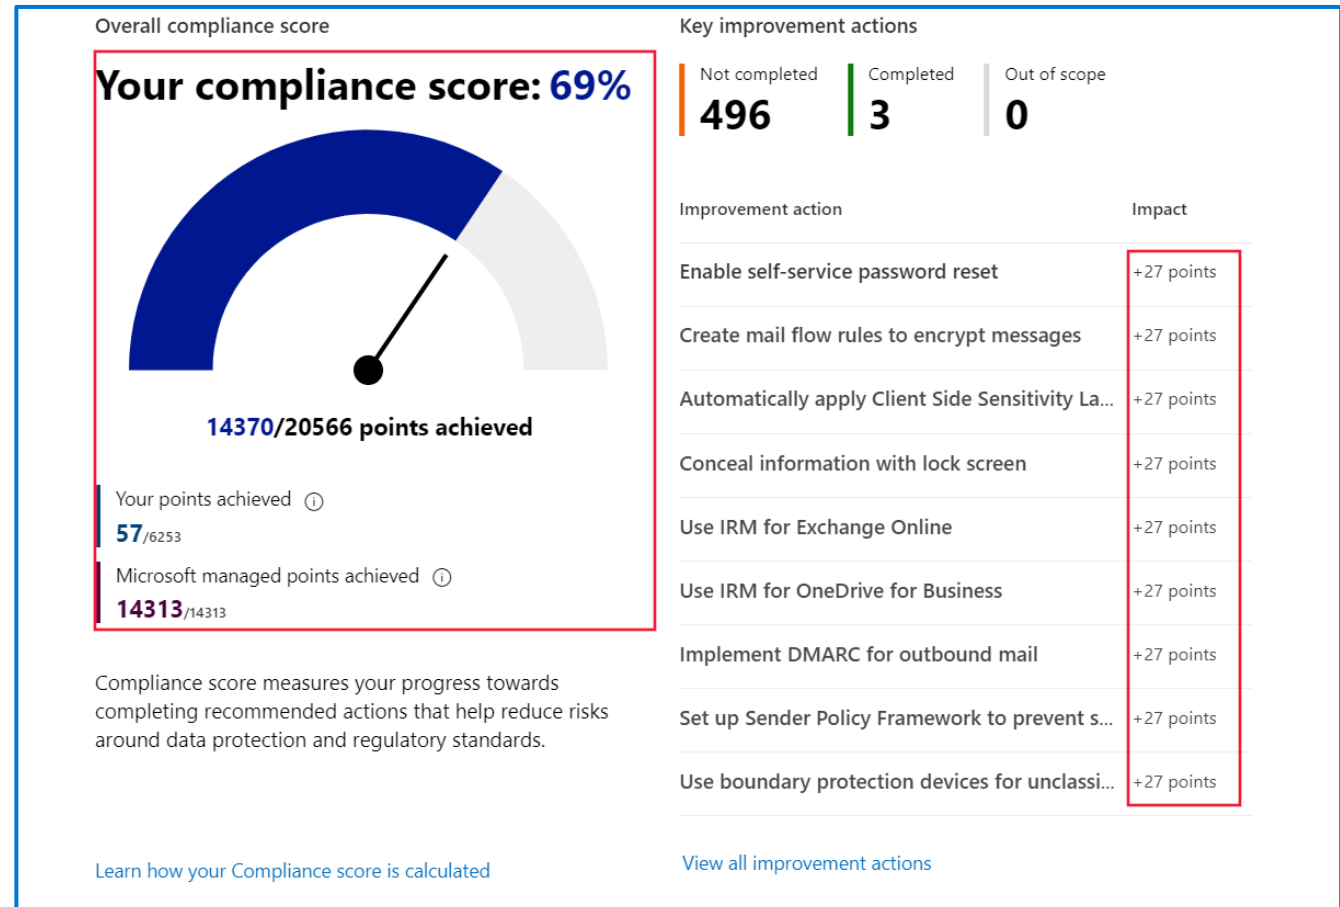 Overall compliance score
Your compliance score: 69%
14370/20566 points achieved
Your points achieved
57/6253
Microsoft managed points achieved
14313/14313
Compliance score measures your progress towards
completing recommended actions that help reduce risks
around data protection and regulatory standards.
Learn how your Compliance score is calculated
Key improvement actions
Not completed
496
Completed
3
Out of scope
0
Improvement action Impact
Enable self-service password reset +27 points
Create mail flow rules to encrypt messages +27 points
Automatically apply Client Side Sensitivity La... +27 points
Conceal information with lock screen +27 points
Use IRM for Exchange Online +27 points
Use IRM for OneDrive for Business +27 points
Implement DMARC for outbound mail +27 points
Set up Sender Policy Framework to prevent s... +27 points
Use boundary protection devices for unclassi... +27 points
View all improvement actions